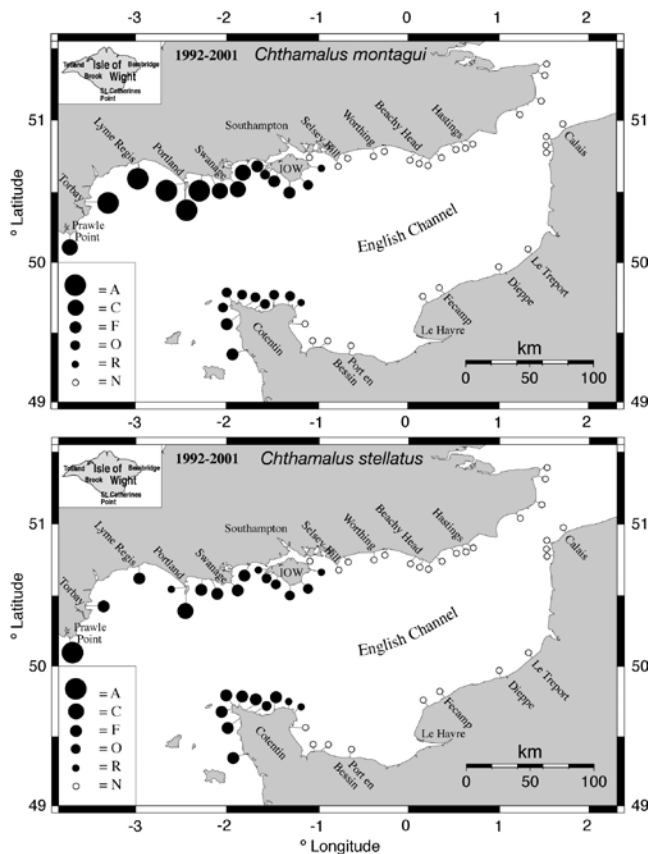 -3 -2 -1 0 1 2
Totland Isle of Bembridge
Brook Wight
St.Catherines
Point
1992-2001 Chthamalus montagui
51
50
49
º Latitude
51
50
49
Lyme Regis
Portland
Swanage
Southampton
IOW
Selsey Bill
Worthing
Beachy Head
Hastings
Calais
Torbay
Prawle
Point
English Channel
= A
= C
= F
= O
= R
= N
Cotentin
Port en
Bessin
Le Havre
Fecamp
Dieppe
Le Treport
km
0 50 100
-3 -2 -1 0 1 2
Totland Isle of Bembridge
Brook Wight
St.Catherines
Point
1992-2001 Chthamalus stellatus
51
50
49
º Latitude
51
50
49
Lyme Regis
Portland
Swanage
Southampton
IOW
Selsey Bill
Worthing
Beachy Head
Hastings
Calais
Torbay
Prawle
Point
English Channel
= A
= C
= F
= O
= R
= N
Cotentin
Port en
Bessin
Le Havre
Fecamp
Dieppe
Le Treport
km
0 50 100
-3 -2 -1 0 1 2
º Longitude